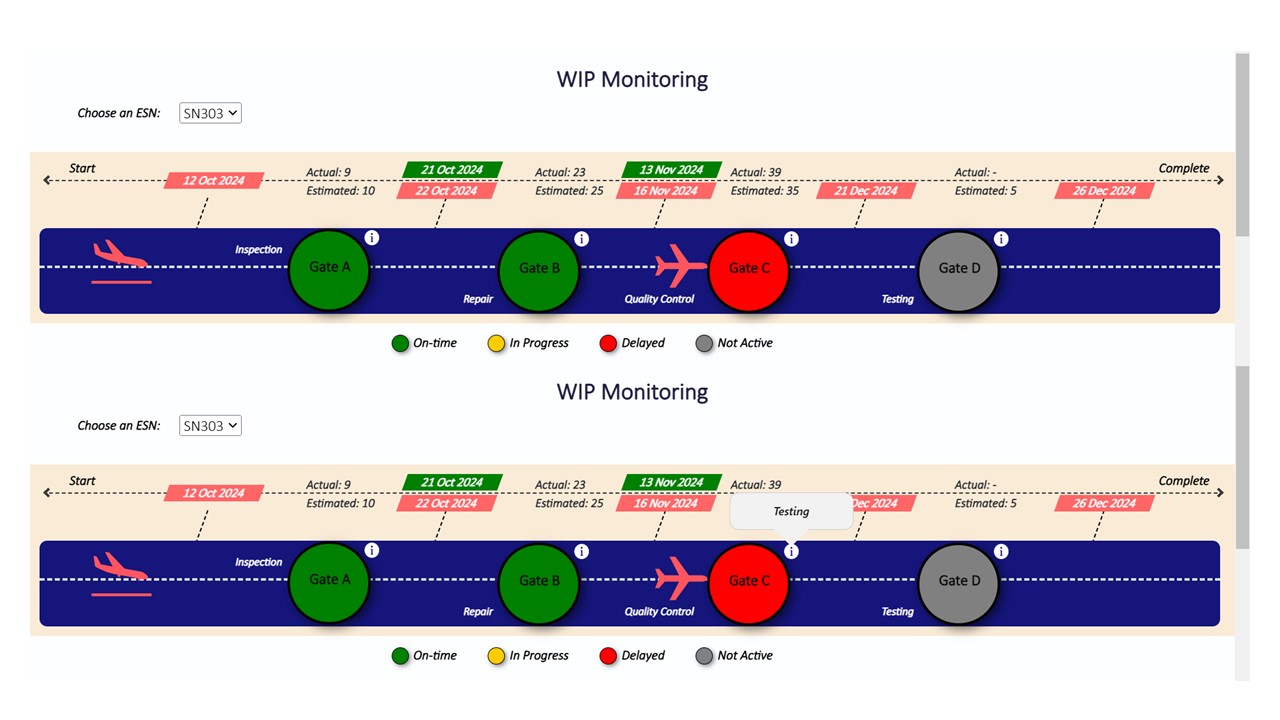 WIP Monitoring
Choose an ESN: SN303
Start 12 Oct 2024 Actual: 9 21 Oct 2024 Actual: 23 13 Nov 2024 Actual: 39 Actual: - Complete
Estimated: 10 22 Oct 2024 Estimated: 25 16 Nov 2024 Estimated: 35 21 Dec 2024 Estimated: 5 26 Dec 2024
Inspection i i i i
Gate A Gate B Gate C Gate D
Repair Quality Control Testing
On-time In Progress Delayed Not Active
WIP Monitoring
Choose an ESN: SN303
Start 12 Oct 2024 Actual: 9 21 Oct 2024 Actual: 23 13 Nov 2024 Actual: 39 Actual: - Complete
Estimated: 10 22 Oct 2024 Estimated: 25 16 Nov 2024 Dec 2024 Estimated: 5 26 Dec 2024
Testing
Inspection i i i i
Gate A Gate B Gate C Gate D
Repair Quality Control Testing
On-time In Progress Delayed Not Active